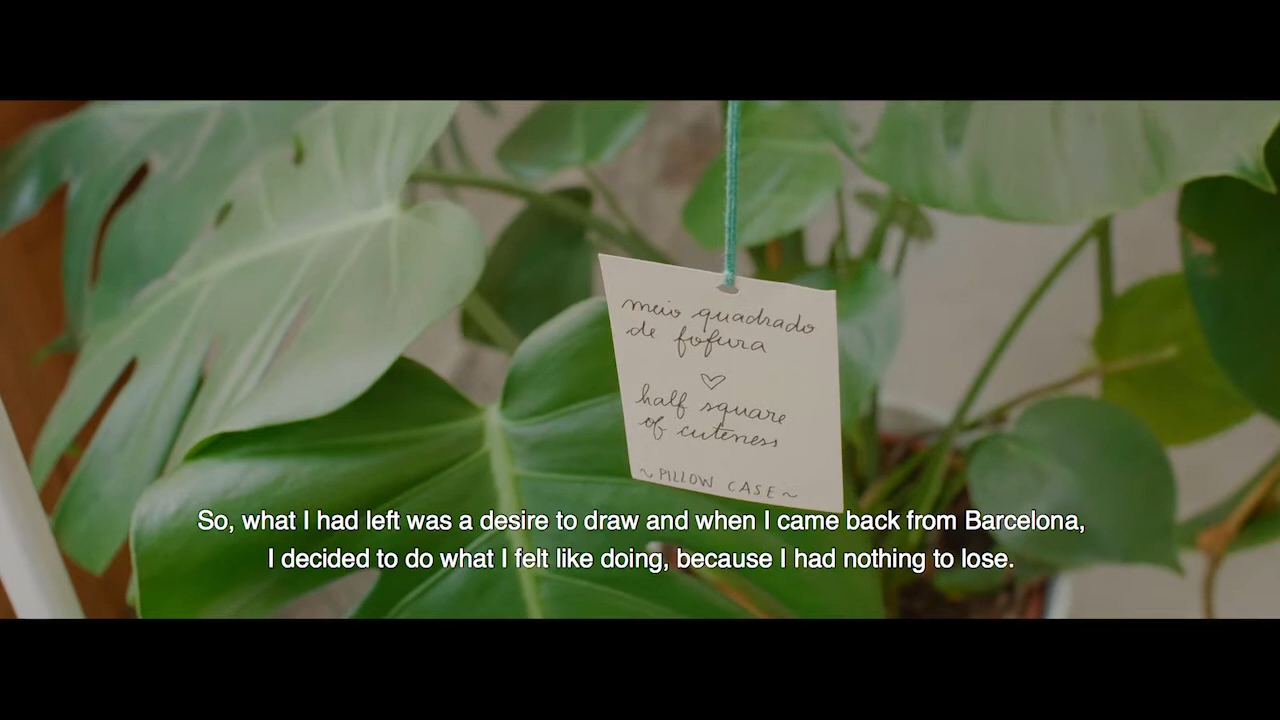 meio quadrado
de fofura
♡
half square
of cuteness
~ PILLOW CASE ~
So, what I had left was a desire to draw and when I came back from Barcelona,
I decided to do what I felt like doing, because I had nothing to lose.